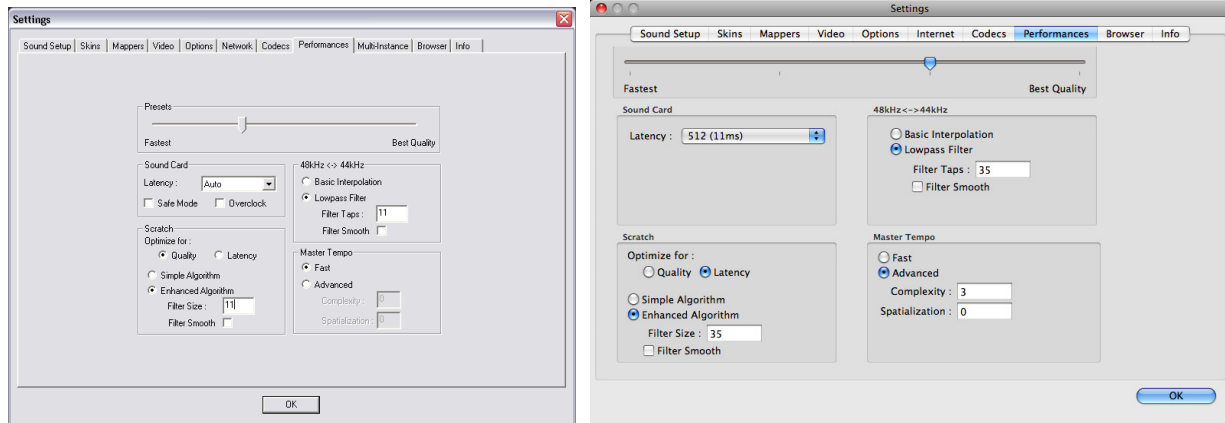 Settings
Sound Setup Skins Mappers Video Options Network Codecs Performances Multi-Instance Browser Info
Presets
Fastest Best Quality
Sound Card
Latency : Auto
Safe Mode Overclock
48kHz <-> 44kHz
Basic Interpolation
Lowpass Filter
Filter Taps : 11
Filter Smooth
Scratch
Optimize for :
Quality Latency
Simple Algorithm
Enhanced Algorithm
Filter Size : 11
Filter Smooth
Master Tempo
Fast
Advanced
Complexity : 0
Spatialization : 0
OK
Settings
Sound Setup Skins Mappers Video Options Internet Codecs Performances Browser Info
Fastest Best Quality
Sound Card
Latency : 512 (11ms)
48kHz<->44kHz
Basic Interpolation
Lowpass Filter
Filter Taps : 35
Filter Smooth
Scratch
Optimize for :
Quality Latency
Simple Algorithm
Enhanced Algorithm
Filter Size : 35
Filter Smooth
Master Tempo
Fast
Advanced
Complexity : 3
Spatialization : 0
OK